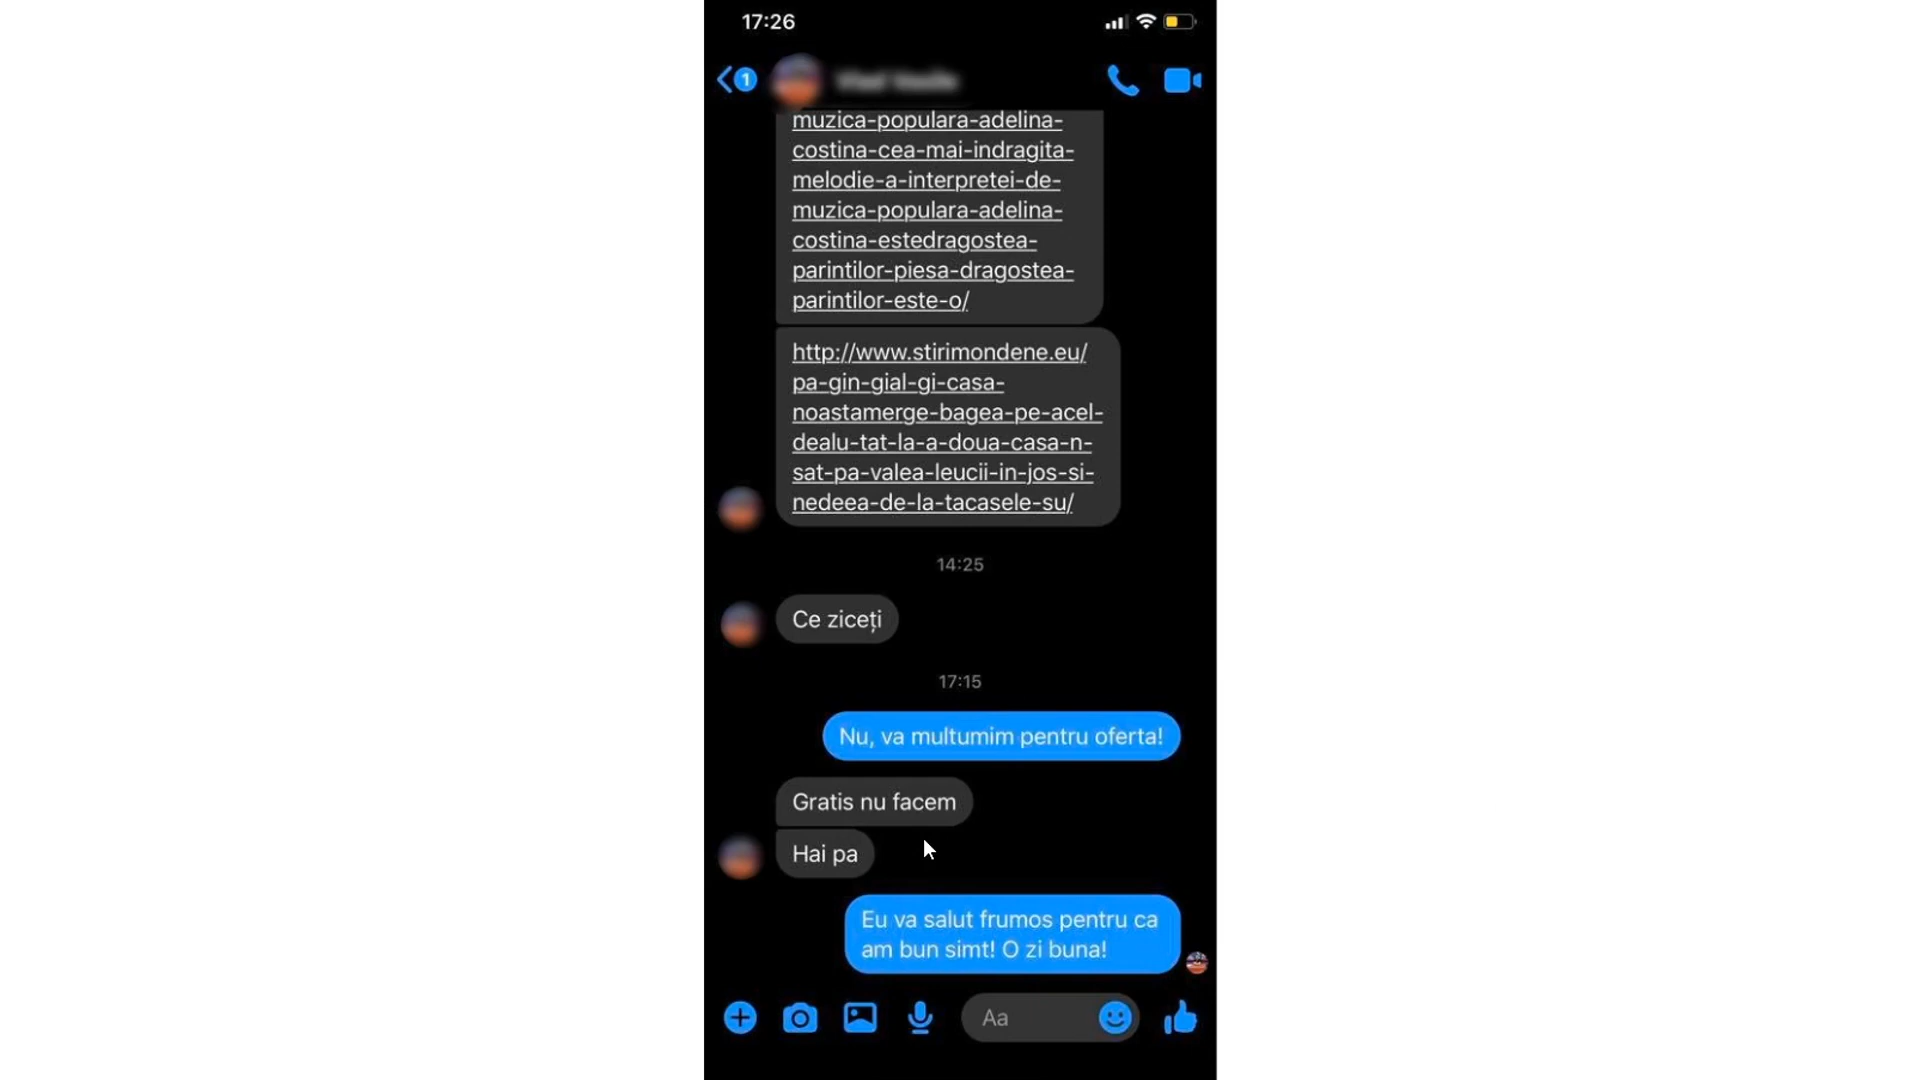 17:26
1
muzica-populara-adelina-
costina-cea-mai-indragita-
melodie-a-interpretei-de-
muzica-populara-adelina-
costina-estedragostea-
parintilor-piesa-dragostea-
parintilor-este-o/
http://www.stirimondene.eu/
pa-gin-gial-gi-casa-
noastamerge-bagea-pe-acel-
dealu-tat-la-a-doua-casa-n-
sat-pa-valea-leucii-in-jos-si-
nedeea-de-la-tacasele-su/
14:25
Ce ziceți
17:15
Nu, va multumim pentru oferta!
Gratis nu facem
Hai pa
Eu va salut frumos pentru ca
am bun simt! O zi buna!
Aa